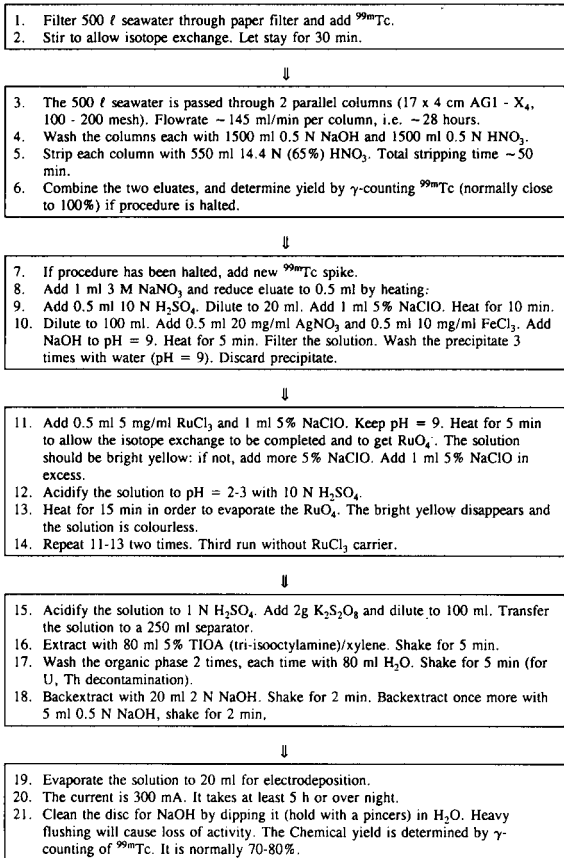 1. Filter 500 ℓ seawater through paper filter and add ⁹⁹ᵐTc.
2. Stir to allow isotope exchange. Let stay for 30 min.
⇓
3. The 500 ℓ seawater is passed through 2 parallel columns (17 x 4 cm AG1 - X₄,
100 - 200 mesh). Flowrate ~ 145 ml/min per column, i.e. ~ 28 hours.
4. Wash the columns each with 1500 ml 0.5 N NaOH and 1500 ml 0.5 N HNO₃.
5. Strip each column with 550 ml 14.4 N (65%) HNO₃. Total stripping time ~ 50
min.
6. Combine the two eluates, and determine yield by γ-counting ⁹⁹ᵐTc (normally close
to 100%) if procedure is halted.
⇓
7. If procedure has been halted, add new ⁹⁹ᵐTc spike.
8. Add 1 ml 3 M NaNO₃ and reduce eluate to 0.5 ml by heating.
9. Add 0.5 ml 10 N H₂SO₄. Dilute to 20 ml. Add 1 ml 5% NaClO. Heat for 10 min.
10. Dilute to 100 ml. Add 0.5 ml 20 mg/ml AgNO₃ and 0.5 ml 10 mg/ml FeCl₃. Add
NaOH to pH = 9. Heat for 5 min. Filter the solution. Wash the precipitate 3
times with water (pH = 9). Discard precipitate.
⇓
11. Add 0.5 ml 5 mg/ml RuCl₃ and 1 ml 5% NaClO. Keep pH = 9. Heat for 5 min
to allow the isotope exchange to be completed and to get RuO₄⁻. The solution
should be bright yellow: if not, add more 5% NaClO. Add 1 ml 5% NaClO in
excess.
12. Acidify the solution to pH = 2-3 with 10 N H₂SO₄.
13. Heat for 15 min in order to evaporate the RuO₄. The bright yellow disappears and
the solution is colourless.
14. Repeat 11-13 two times. Third run without RuCl₃ carrier.
⇓
15. Acidify the solution to 1 N H₂SO₄. Add 2g K₂S₂O₈ and dilute to 100 ml. Transfer
the solution to a 250 ml separator.
16. Extract with 80 ml 5% TIOA (tri-isooctylamine)/xylene. Shake for 5 min.
17. Wash the organic phase 2 times, each time with 80 ml H₂O. Shake for 5 min (for
U, Th decontamination).
18. Backextract with 20 ml 2 N NaOH. Shake for 2 min. Backextract once more with
5 ml 0.5 N NaOH, shake for 2 min,
⇓
19. Evaporate the solution to 20 ml for electrodeposition.
20. The current is 300 mA. It takes at least 5 h or over night.
21. Clean the disc for NaOH by dipping it (hold with a pincers) in H₂O. Heavy
flushing will cause loss of activity. The Chemical yield is determined by γ-
counting of ⁹⁹ᵐTc. It is normally 70-80%.